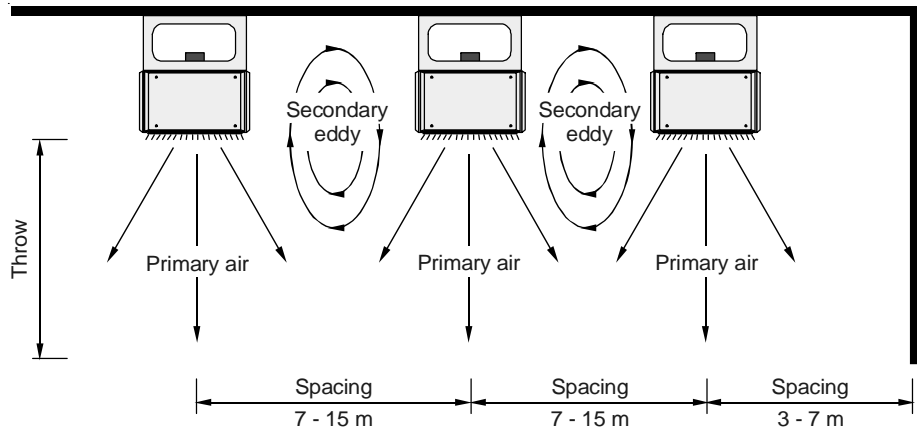 Secondary
eddy
Secondary
eddy
Throw
Primary air
Primary air
Primary air
Spacing
7 - 15 m
Spacing
7 - 15 m
Spacing
3 - 7 m